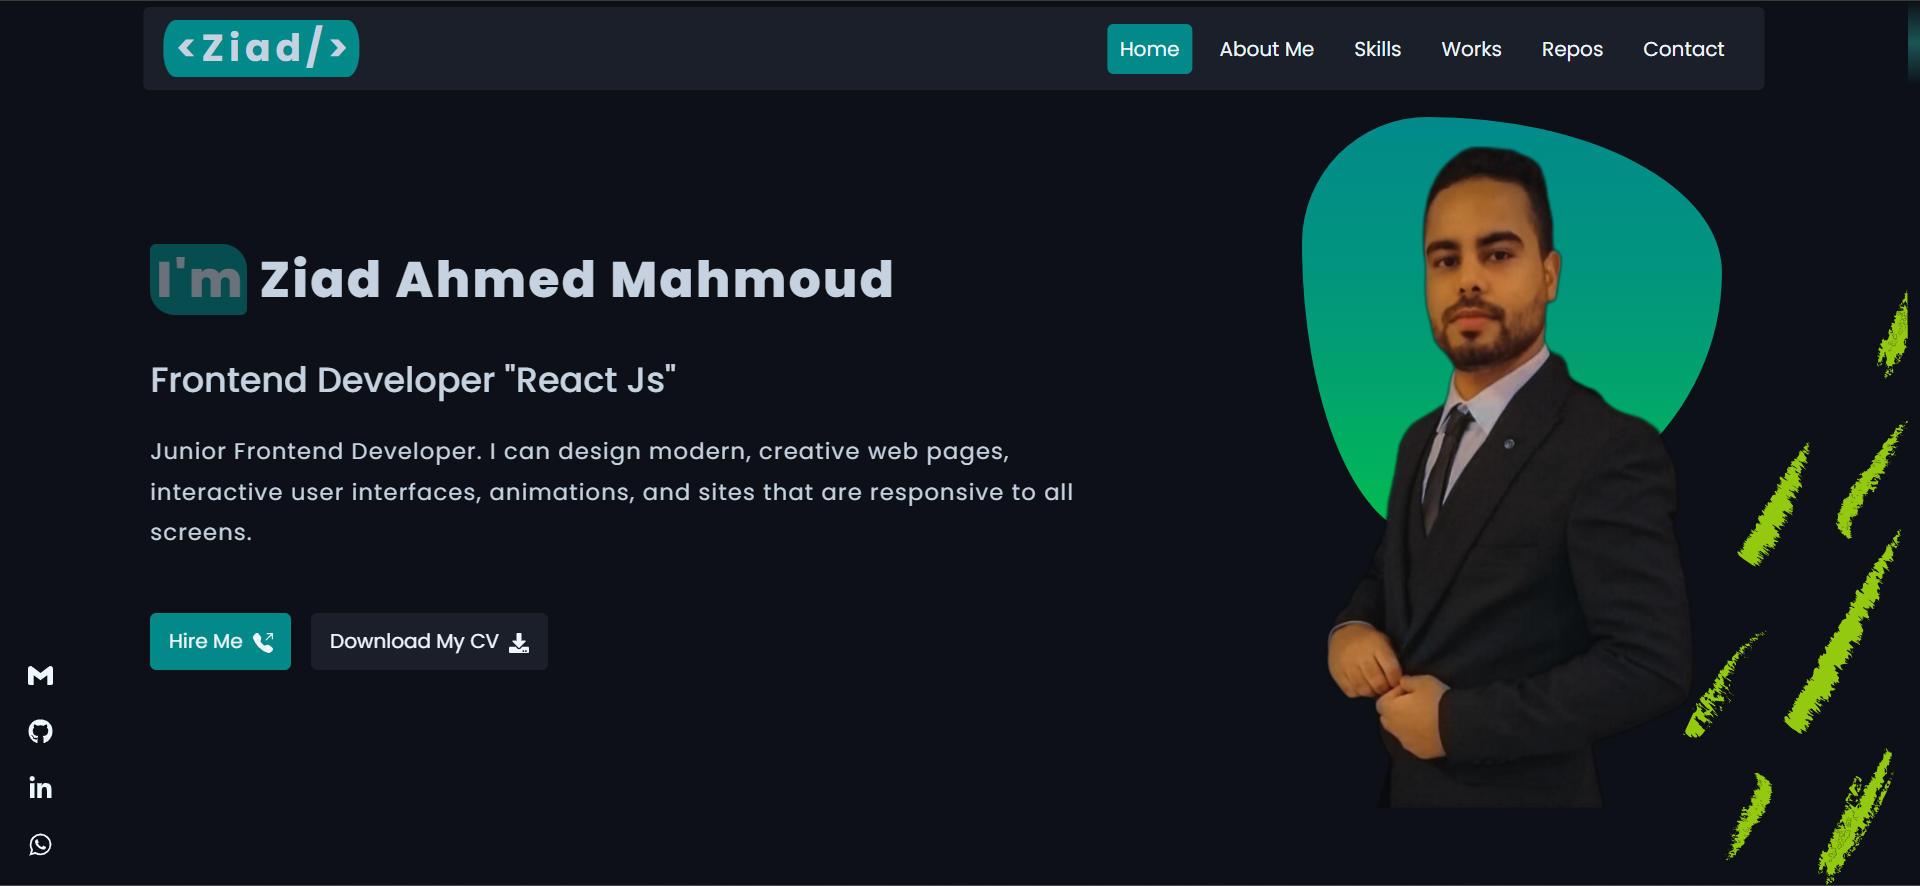 <Ziad/>
Home About Me Skills Works Repos Contact
I'm Ziad Ahmed Mahmoud
Frontend Developer "React Js"
Junior Frontend Developer. I can design modern, creative web pages,
interactive user interfaces, animations, and sites that are responsive to all
screens.
Hire Me
Download My CV